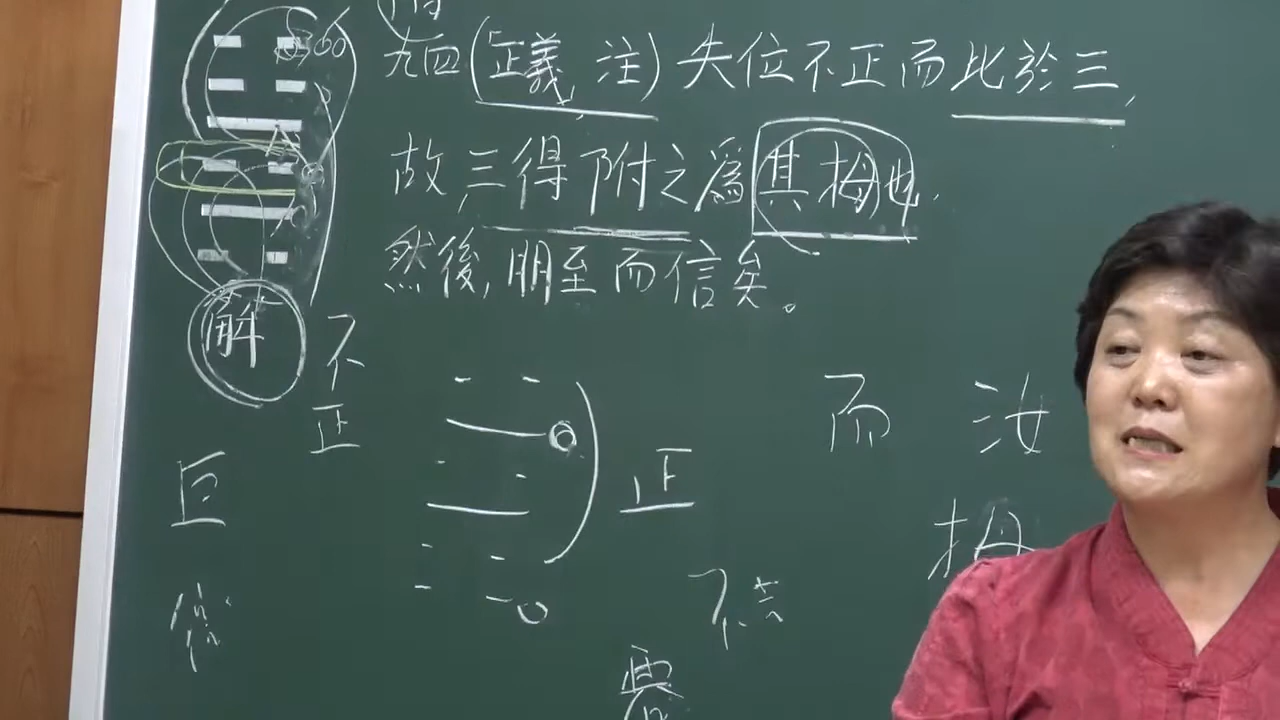 九四(正義,注)失位不正而比於三,
故三得附之為其拇也.
然後,朋至而信矣。
解
不正
正
而 汝
拇
巨